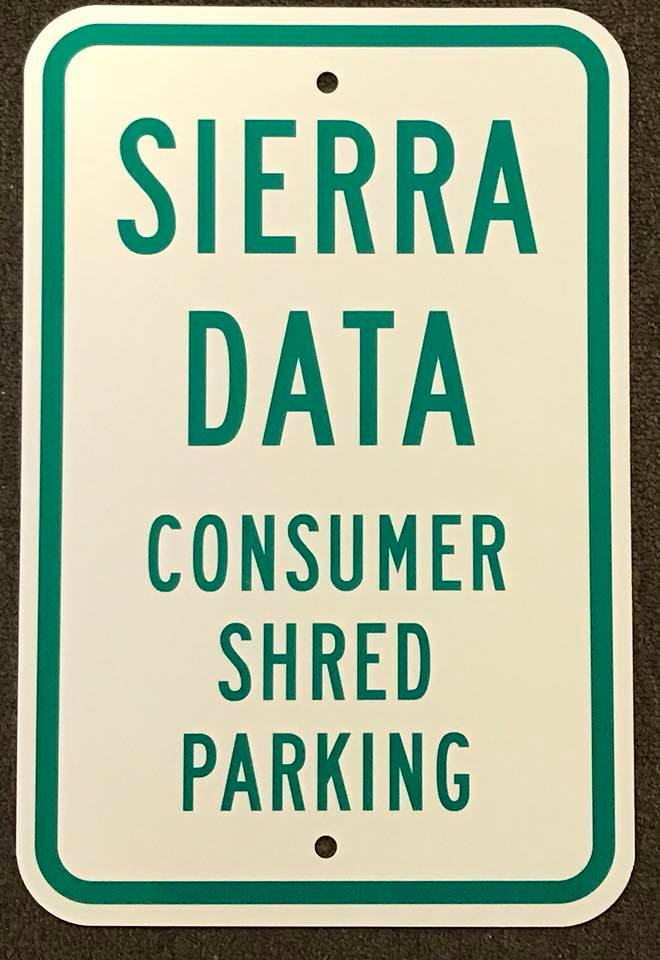 SIERRA
DATA
CONSUMER
SHRED
PARKING